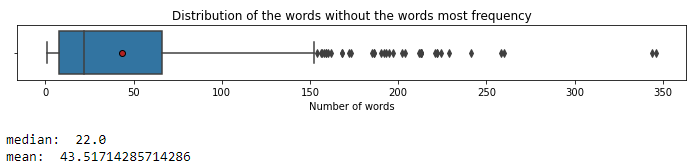 Distribution of the words without the words most frequency
0 50 100 150 200 250 300 350
Number of words
median: 22.0
mean: 43.51714285714286